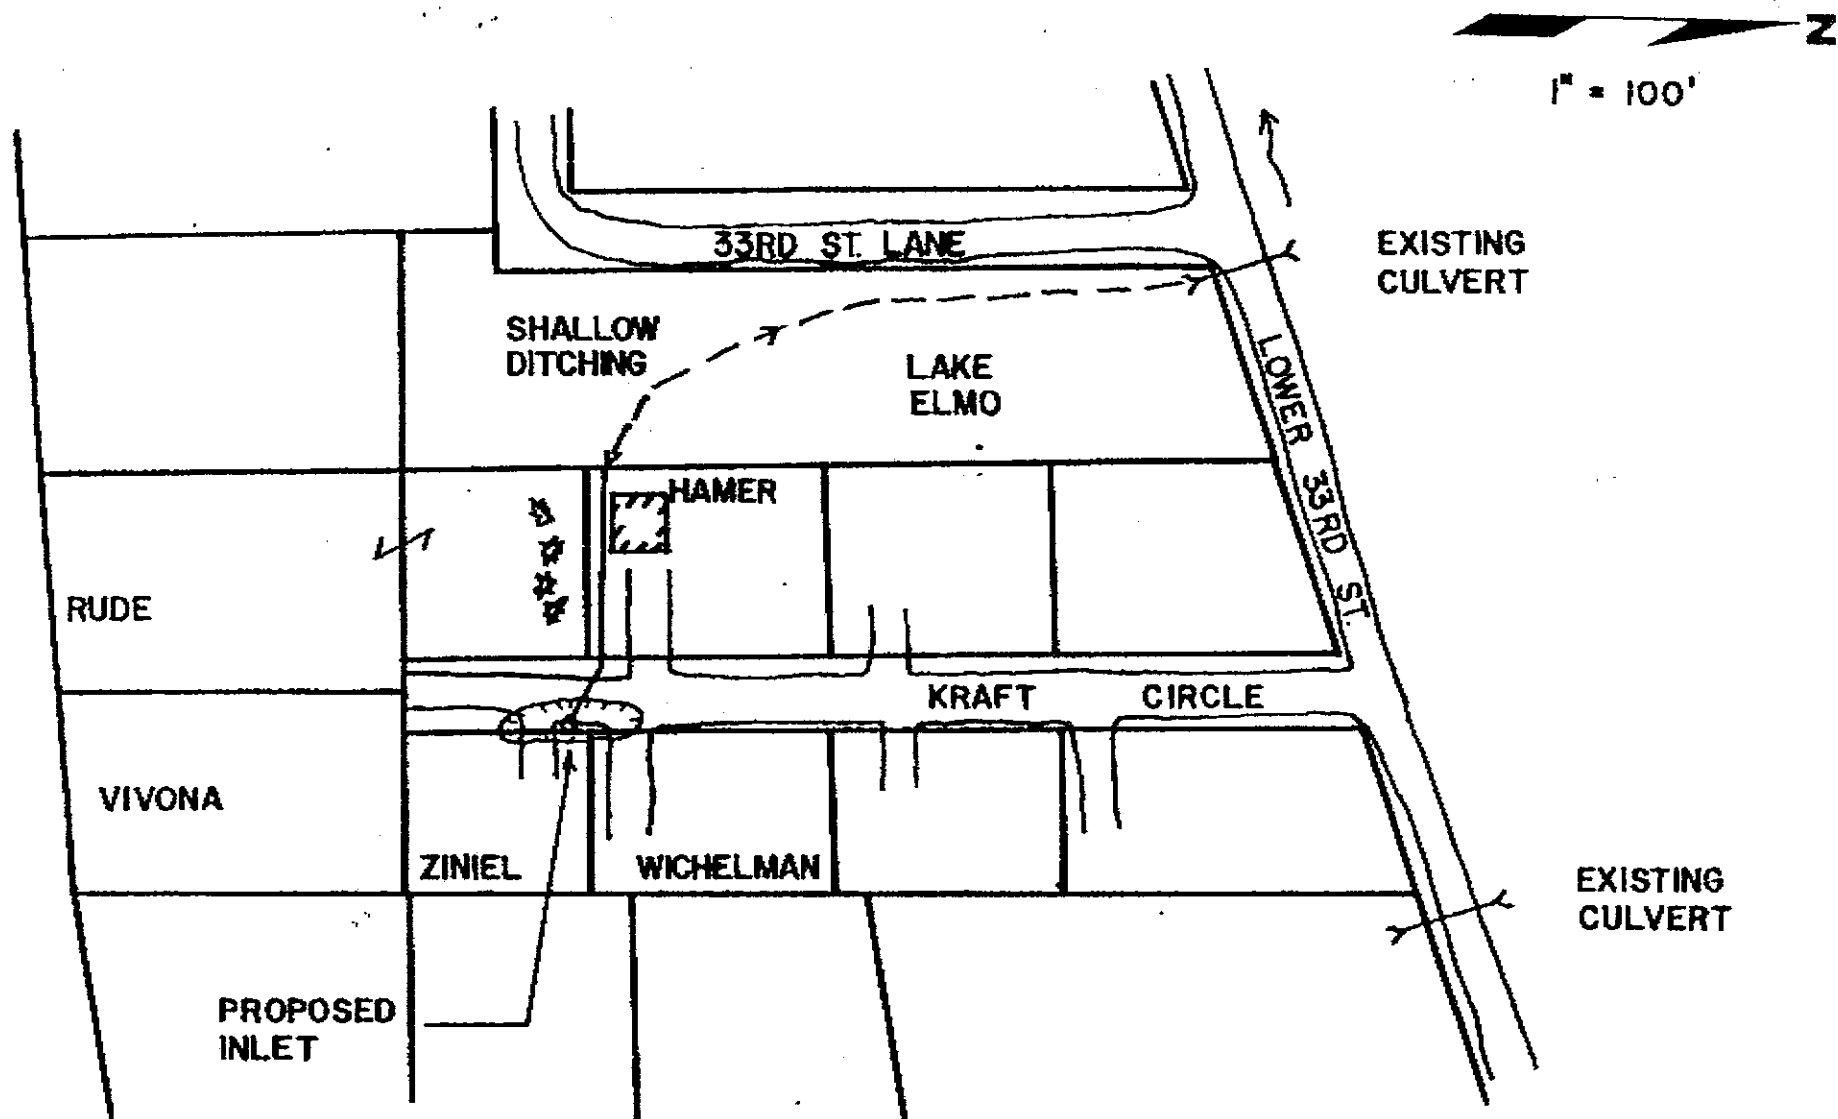 N
1" = 100'
33RD ST. LANE
EXISTING
CULVERT
SHALLOW
DITCHING
LAKE
ELMO
LOWER 33RD ST.
HAMER
RUDE
KRAFT CIRCLE
VIVONA
ZINIEL
WICHELMAN
EXISTING
CULVERT
PROPOSED
INLET